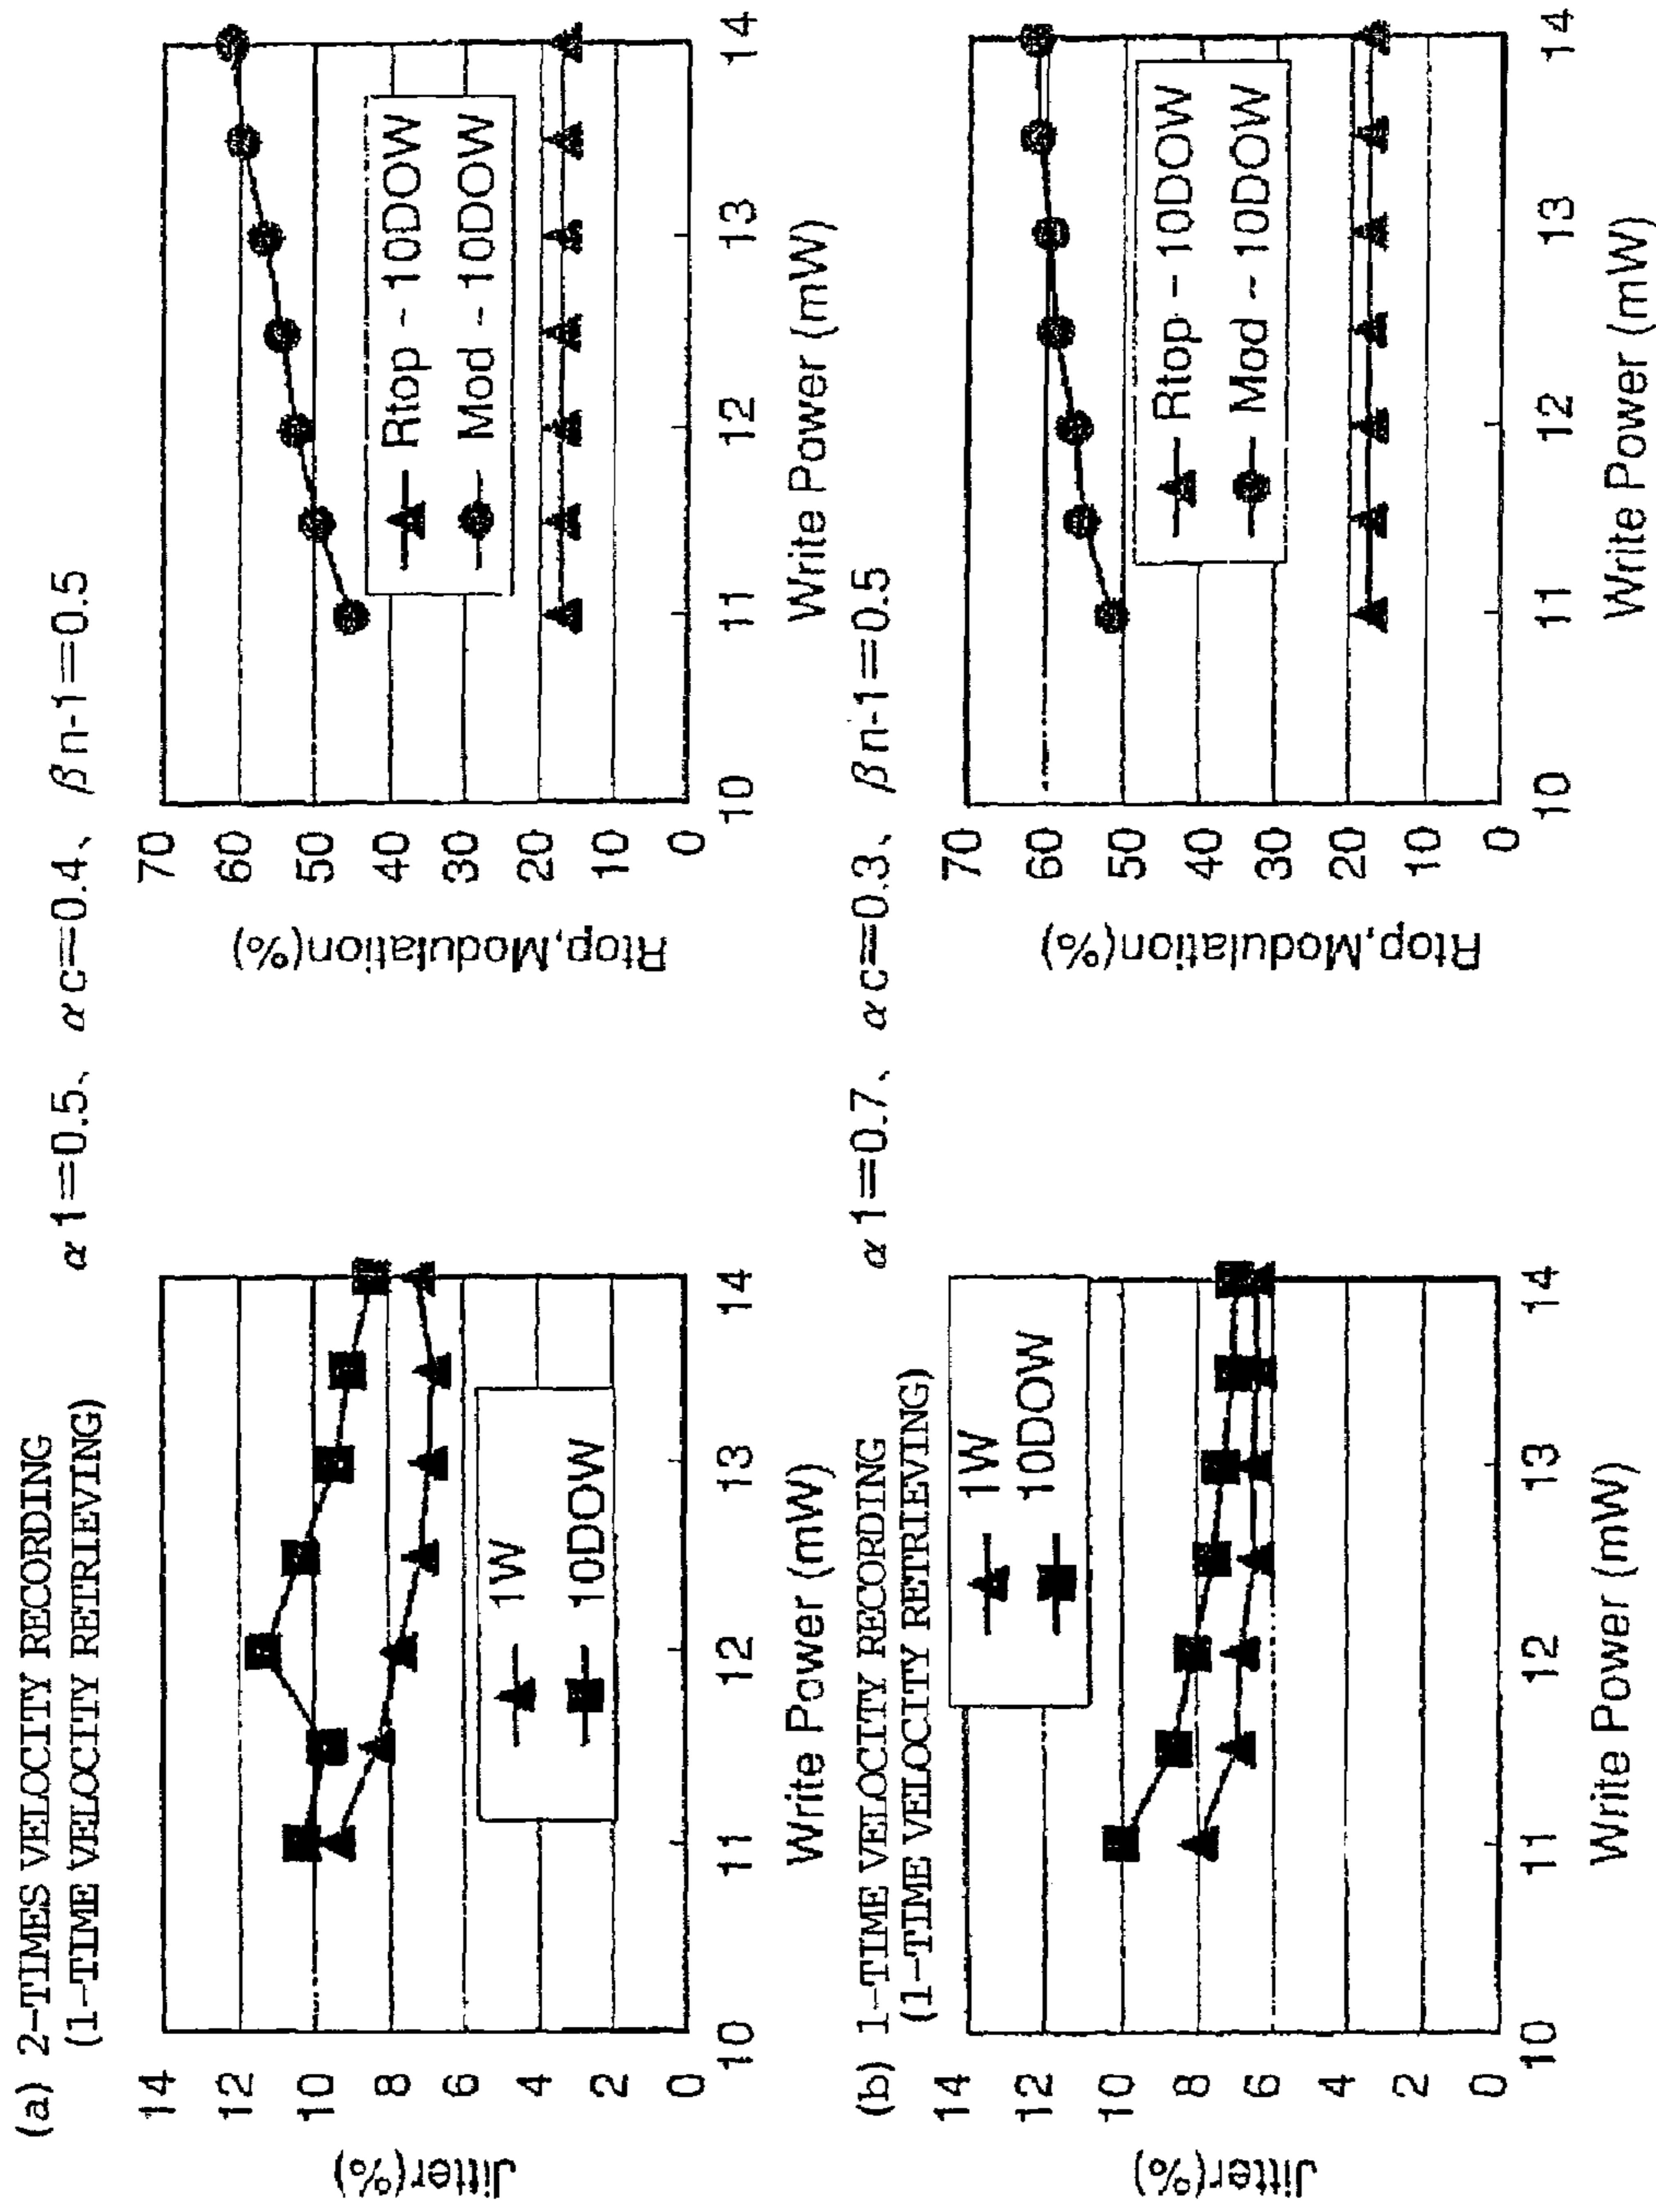 (a) 2-TIMES VELOCITY RECORDING
(1-TIME VELOCITY RETRIEVING)
α1=0.5、αc=0.4、βn-1=0.5
Jitter(%)
14
12
10
8
6
4
2
0
10
11
12
13
14
Write Power (mW)
1W
10DOW
Rtop,Modulation(%)
70
60
50
40
30
20
10
0
10
11
12
13
14
Write Power (mW)
Rtop - 10DOW
Mod - 10DOW
(b) 1-TIME VELOCITY RECORDING
(1-TIME VELOCITY RETRIEVING)
α1=0.7、αc=0.3、βn-1=0.5
Jitter(%)
14
12
10
8
6
4
2
0
10
11
12
13
14
Write Power (mW)
1W
10DOW
Rtop,Modulation(%)
70
60
50
40
30
20
10
0
10
11
12
13
14
Write Power (mW)
Rtop - 10DOW
Mod - 10DOW